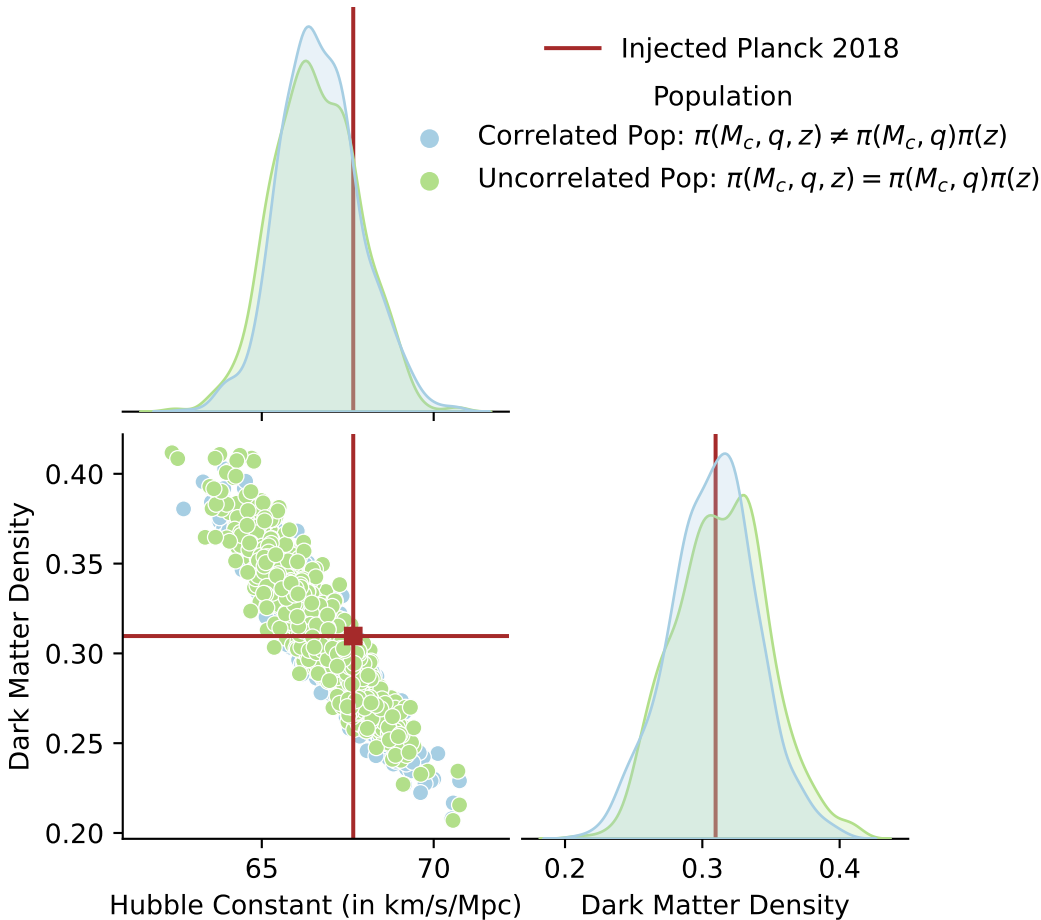 Injected Planck 2018
Population
Correlated Pop: π(M_c, q, z) ≠ π(M_c, q)π(z)
Uncorrelated Pop: π(M_c, q, z) = π(M_c, q)π(z)
0.40
0.35
0.30
0.25
0.20
Dark Matter Density
65
70
Hubble Constant (in km/s/Mpc)
0.2
0.3
0.4
Dark Matter Density